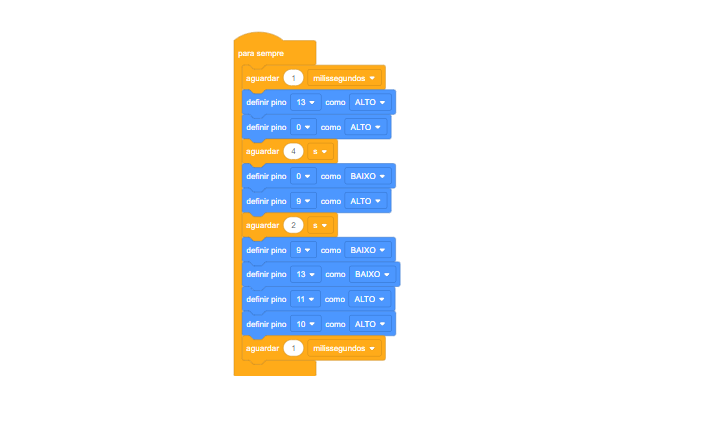 para sempre
aguardar 1 milissegundos
definir pino 13 como ALTO
definir pino 0 como ALTO
aguardar 4 s
definir pino 0 como BAIXO
definir pino 9 como ALTO
aguardar 2 s
definir pino 9 como BAIXO
definir pino 13 como BAIXO
definir pino 11 como ALTO
definir pino 10 como ALTO
aguardar 1 milissegundos